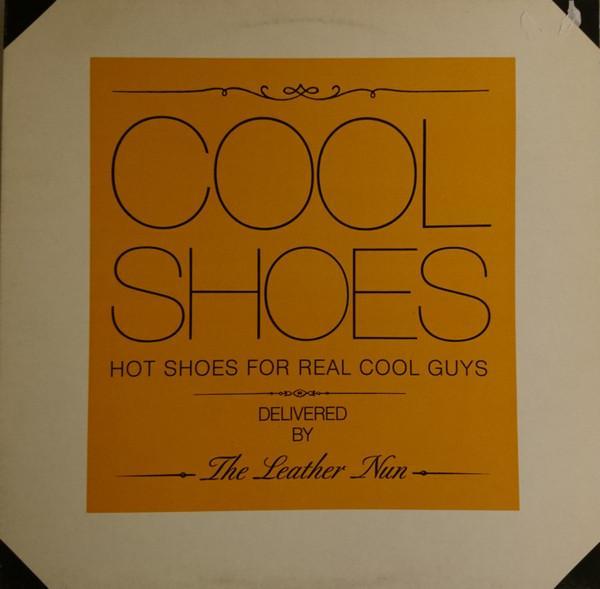 COOL
SHOES
HOT SHOES FOR REAL COOL GUYS
DELIVERED
BY
The Leather Nun